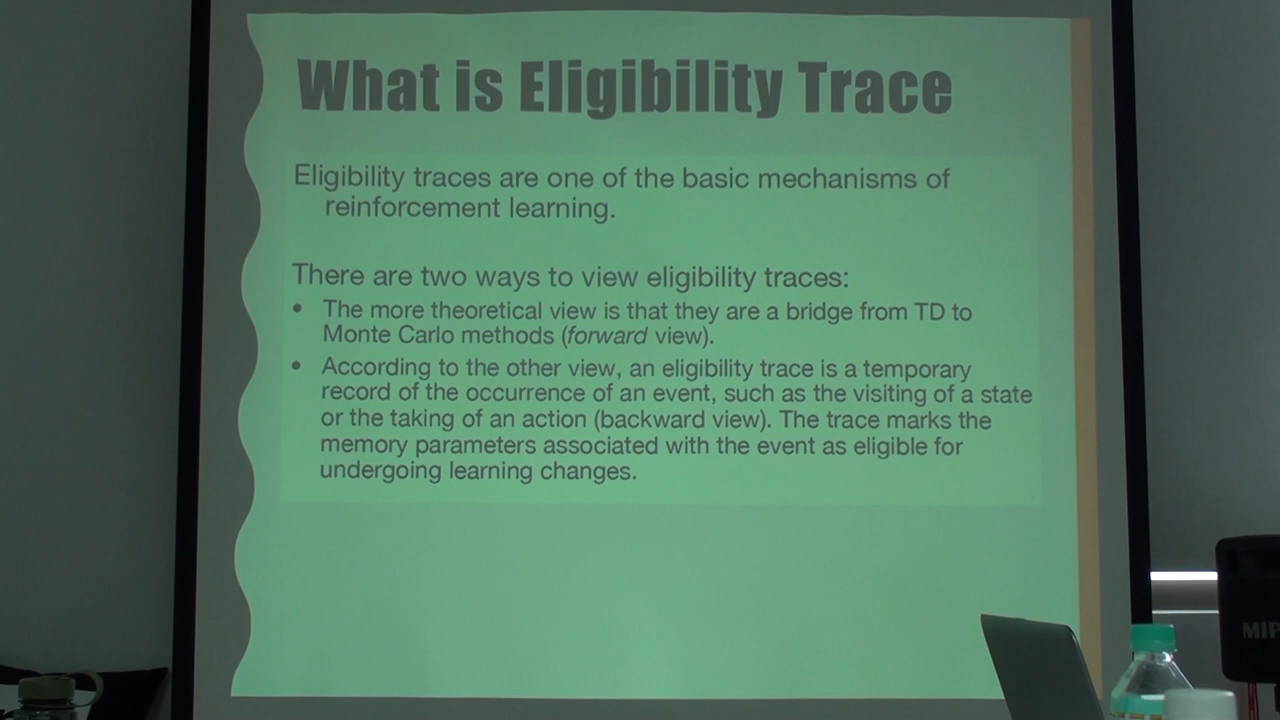 What is Eligibility Trace
Eligibility traces are one of the basic mechanisms of
reinforcement learning.
There are two ways to view eligibility traces:
• The more theoretical view is that they are a bridge from TD to
Monte Carlo methods (forward view).
• According to the other view, an eligibility trace is a temporary
record of the occurrence of an event, such as the visiting of a state
or the taking of an action (backward view). The trace marks the
memory parameters associated with the event as eligible for
undergoing learning changes.
MIP